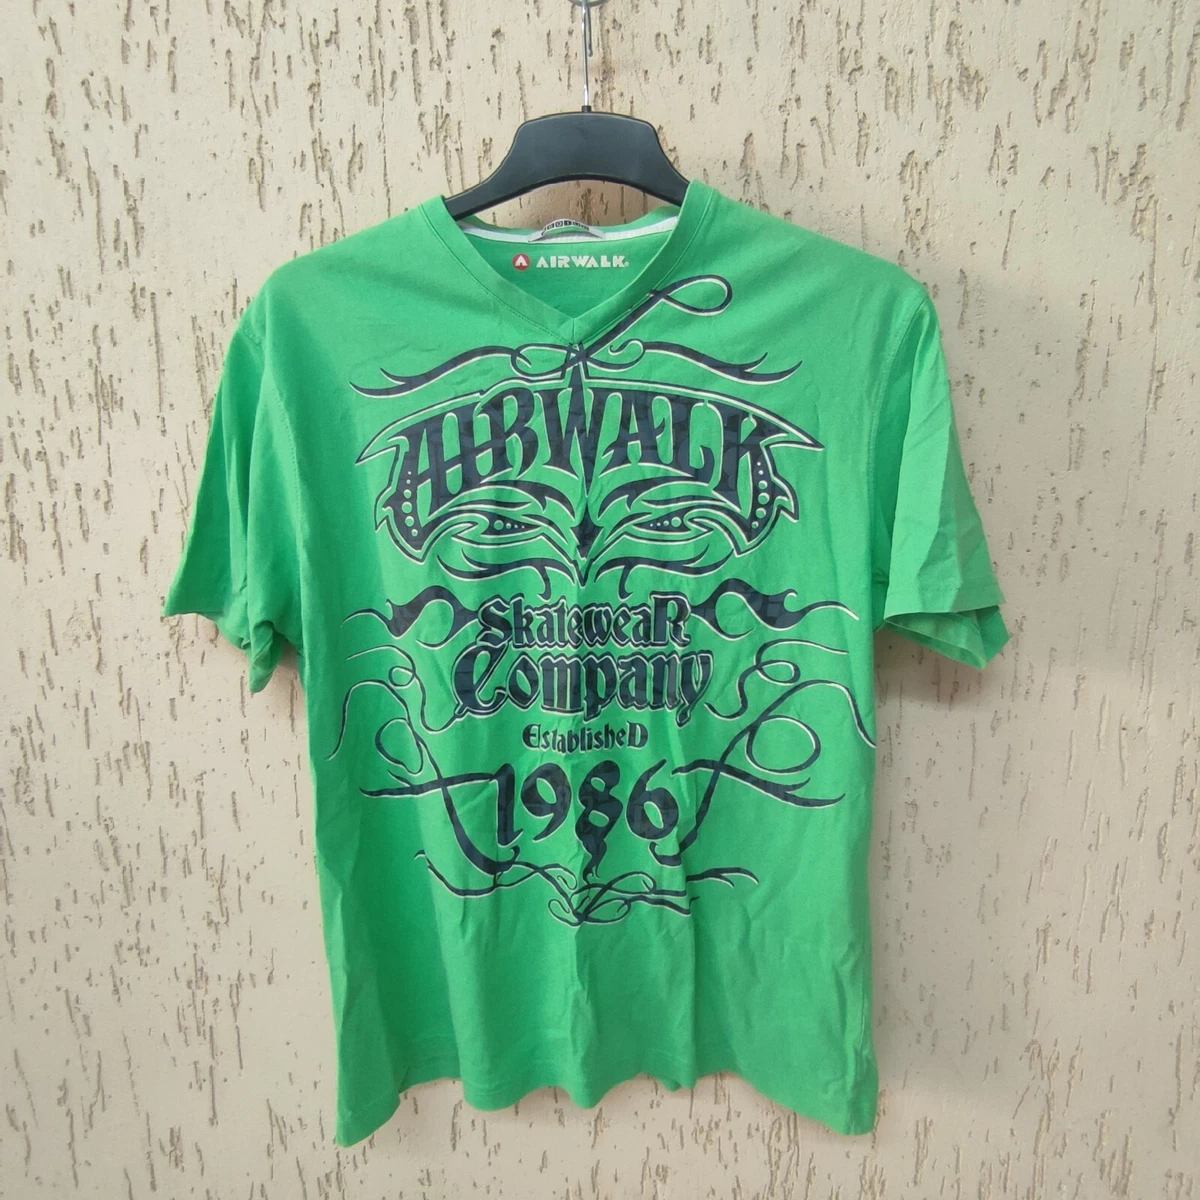 AIRWALK
AIRWALK
SkateweaR
Company
EstablisheD
1986